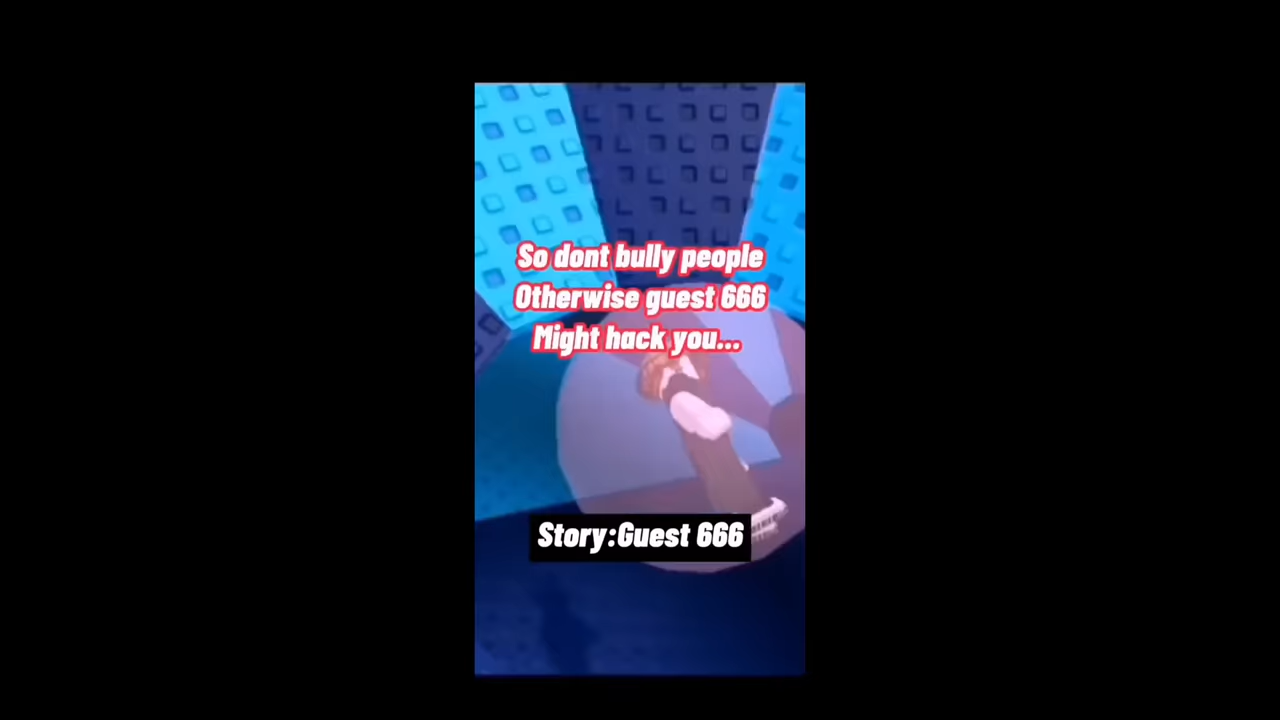 So dont bully people
Otherwise guest 666
Might hack you...
Story:Guest 666